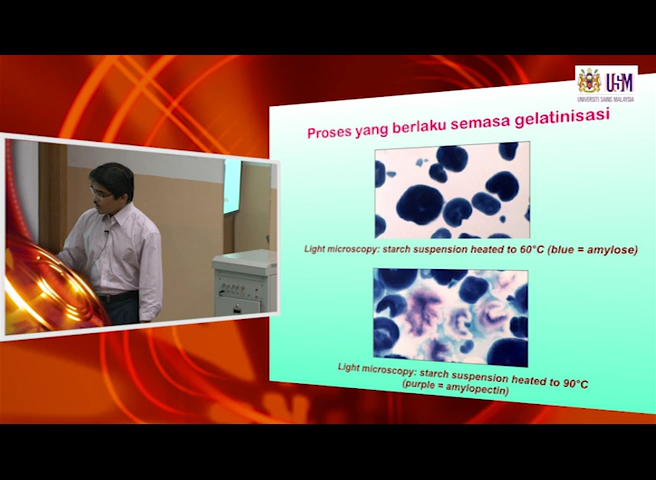 USM
UNIVERSITI SAINS MALAYSIA
Proses yang berlaku semasa gelatinisasi
Light microscopy: starch suspension heated to 60°C (blue = amylose)
Light microscopy: starch suspension heated to 90°C
(purple = amylopectin)